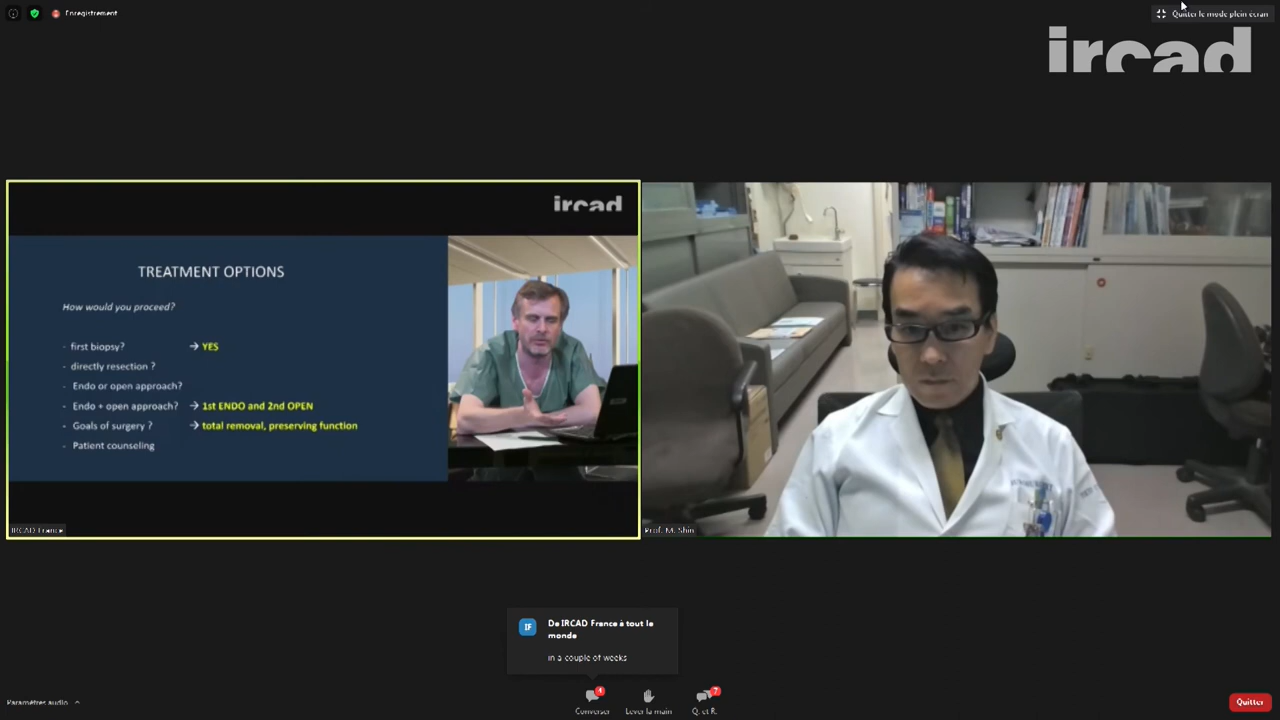 Enregistrement
Quitter le mode plein écran
ircad
ircad
TREATMENT OPTIONS
How would you proceed?
- first biopsy? → YES
- directly resection ?
- Endo or open approach?
- Endo + open approach? → 1st ENDO and 2nd OPEN
- Goals of surgery ? → total removal, preserving function
- Patient counseling
IRCAD France
Prof. M. Shin
IF
De IRCAD France à tout le
monde
in a couple of weeks
4
7
Paramètres audio
Converser
Lever la main
Q. et R.
Quitter